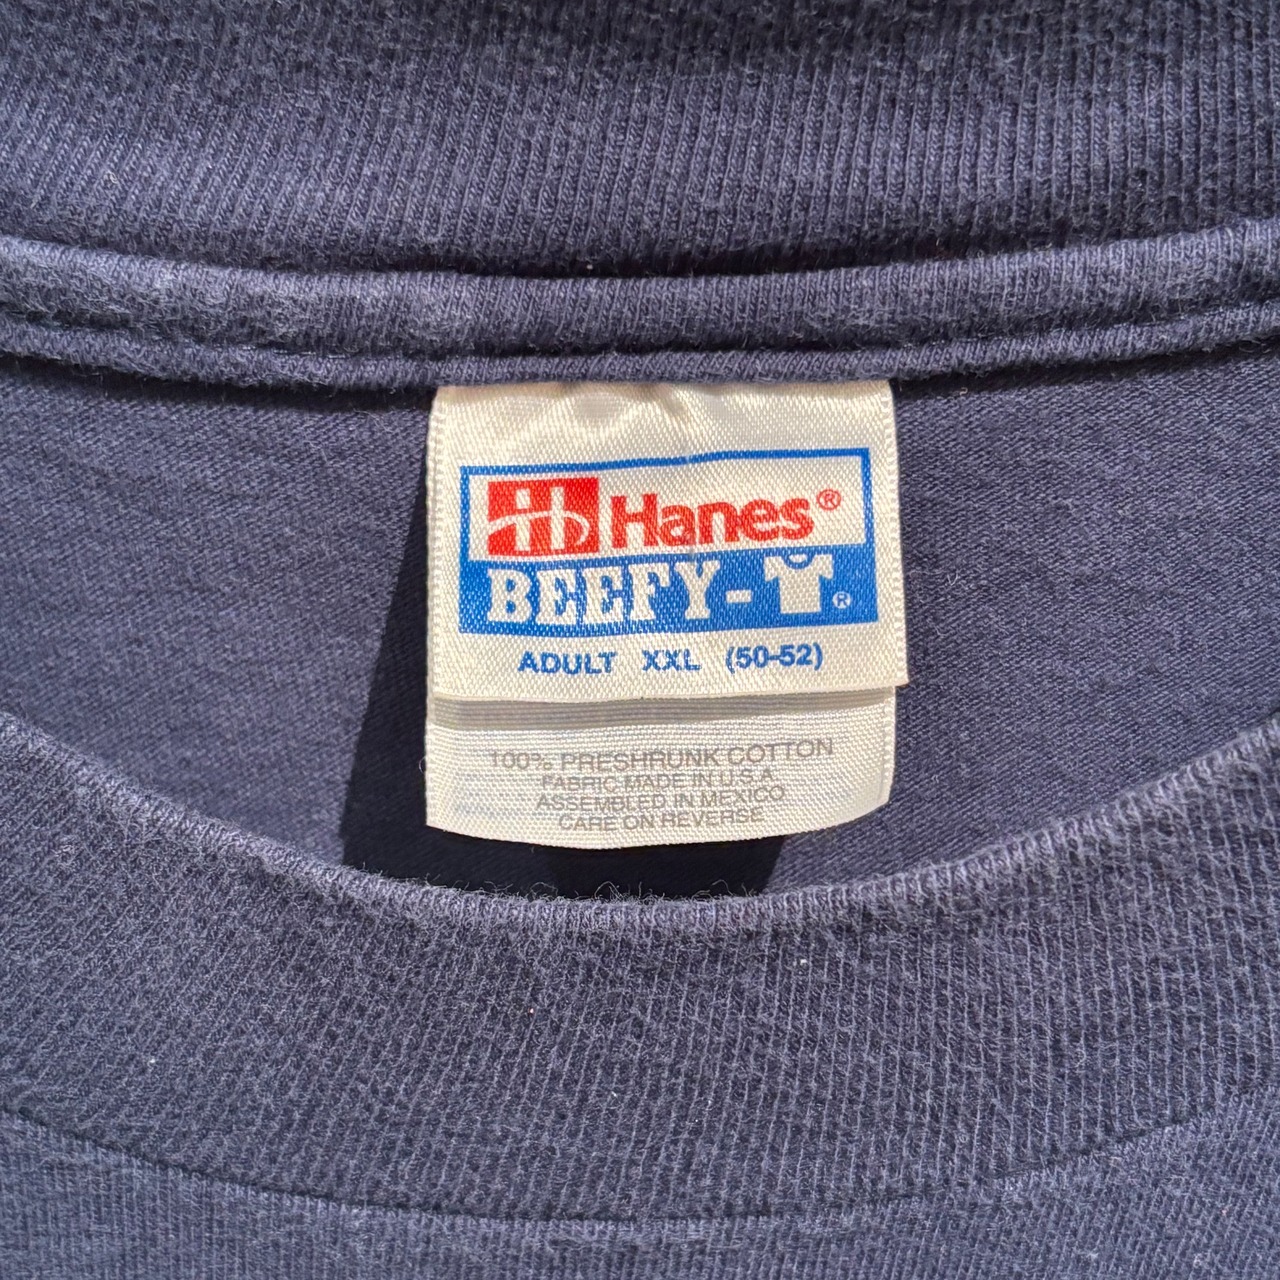 Hanes®
BEEFY-T®
ADULT XXL (50-52)
100% PRESHRUNK COTTON
FABRIC MADE IN U.S.A.
ASSEMBLED IN MEXICO
CARE ON REVERSE